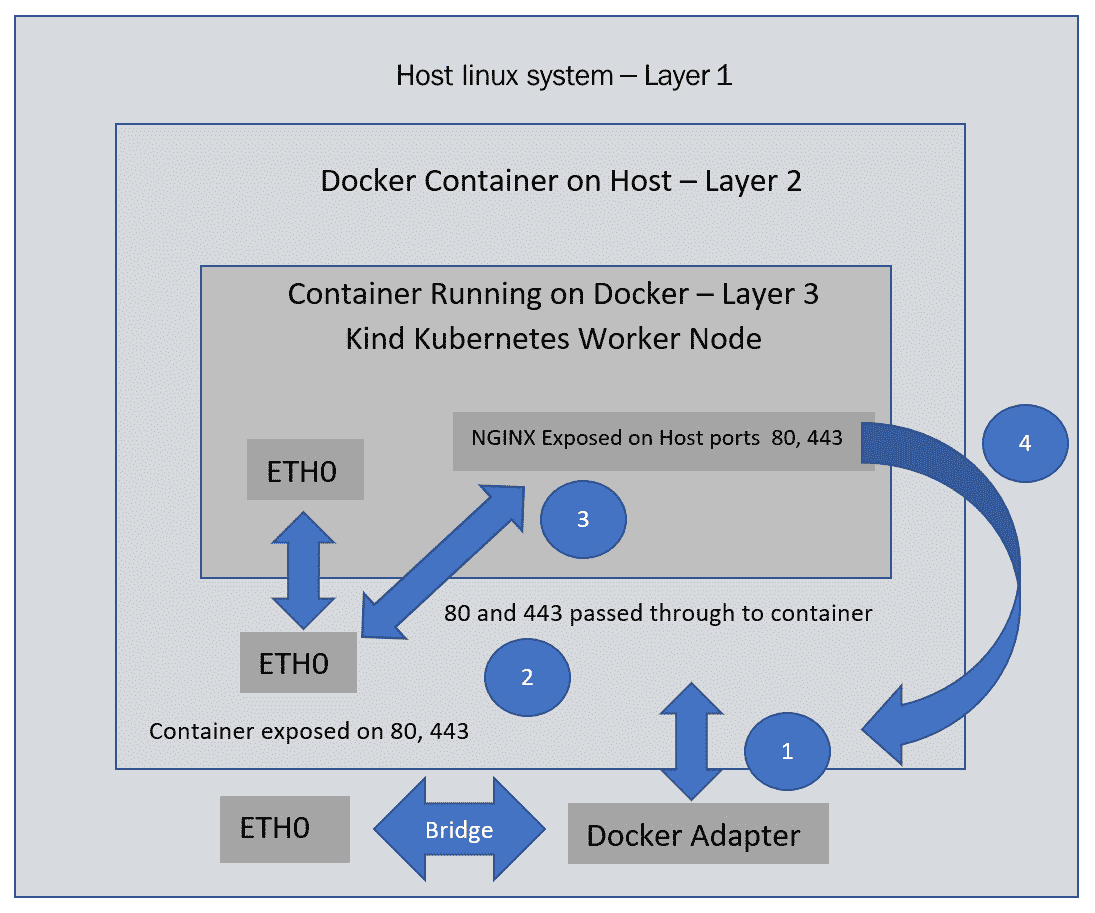 Host linux system – Layer 1
Docker Container on Host – Layer 2
Container Running on Docker – Layer 3
Kind Kubernetes Worker Node
NGINX Exposed on Host ports 80, 443
4
ETH0
3
80 and 443 passed through to container
ETH0
2
Container exposed on 80, 443
1
ETH0
Bridge
Docker Adapter